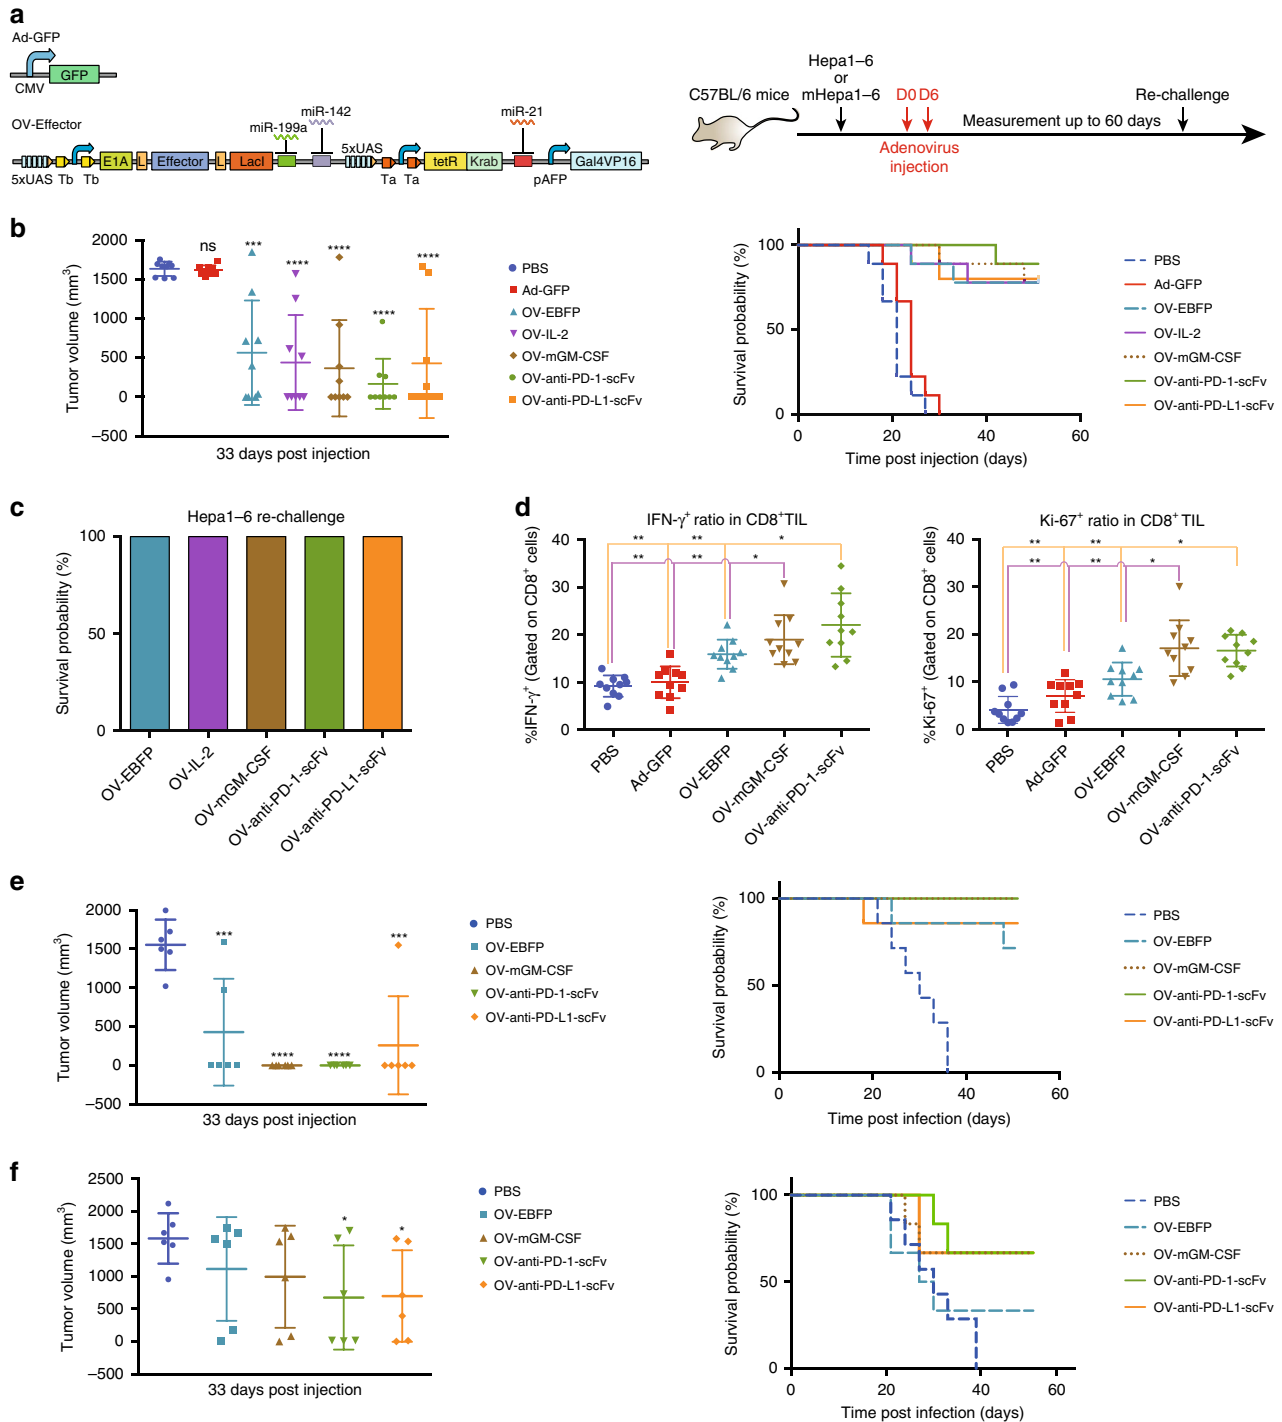 a
Ad-GFP
GFP
CMV
OV-Effector
miR-199a
miR-142
miR-21
5xUAS
E1A
L
Effector
L
LacI
tetR
Krab
Gal4VP16
5xUAS Tb Tb
Ta Ta
pAFP
C57BL/6 mice
Hepa1–6
or
mHepa1–6
D0 D6
Adenovirus
injection
Measurement up to 60 days
Re-challenge
b
Tumor volume (mm³)
2000
1500
1000
500
0
–500
ns
***
****
****
****
****
33 days post injection
PBS
Ad-GFP
OV-EBFP
OV-IL-2
OV-mGM-CSF
OV-anti-PD-1-scFv
OV-anti-PD-L1-scFv
Survival probability (%)
100
50
0
0 20 40 60
Time post injection (days)
PBS
Ad-GFP
OV-EBFP
OV-IL-2
OV-mGM-CSF
OV-anti-PD-1-scFv
OV-anti-PD-L1-scFv
c
Hepa1–6 re-challenge
Survival probability (%)
100
50
0
OV-EBFP
OV-IL-2
OV-mGM-CSF
OV-anti-PD-1-scFv
OV-anti-PD-L1-scFv
d
IFN-γ⁺ ratio in CD8⁺TIL
%IFN-γ⁺ (Gated on CD8⁺ cells)
40
30
20
10
0
** ** *
** ** *
PBS
Ad-GFP
OV-EBFP
OV-mGM-CSF
OV-anti-PD-1-scFv
Ki-67⁺ ratio in CD8⁺ TIL
%Ki-67⁺ (Gated on CD8⁺ cells)
40
30
20
10
0
** ** *
** ** *
PBS
Ad-GFP
OV-EBFP
OV-mGM-CSF
OV-anti-PD-1-scFv
e
Tumor volume (mm³)
2000
1500
1000
500
0
–500
***
****
****
***
33 days post injection
PBS
OV-EBFP
OV-mGM-CSF
OV-anti-PD-1-scFv
OV-anti-PD-L1-scFv
Survival probability (%)
100
50
0
0 20 40 60
Time post infection (days)
PBS
OV-EBFP
OV-mGM-CSF
OV-anti-PD-1-scFv
OV-anti-PD-L1-scFv
f
Tumor volume (mm³)
2500
2000
1500
1000
500
0
–500
*
*
33 days post injection
PBS
OV-EBFP
OV-mGM-CSF
OV-anti-PD-1-scFv
OV-anti-PD-L1-scFv
Survival probability (%)
100
50
0
0 20 40 60
Time post infection (days)
PBS
OV-EBFP
OV-mGM-CSF
OV-anti-PD-1-scFv
OV-anti-PD-L1-scFv